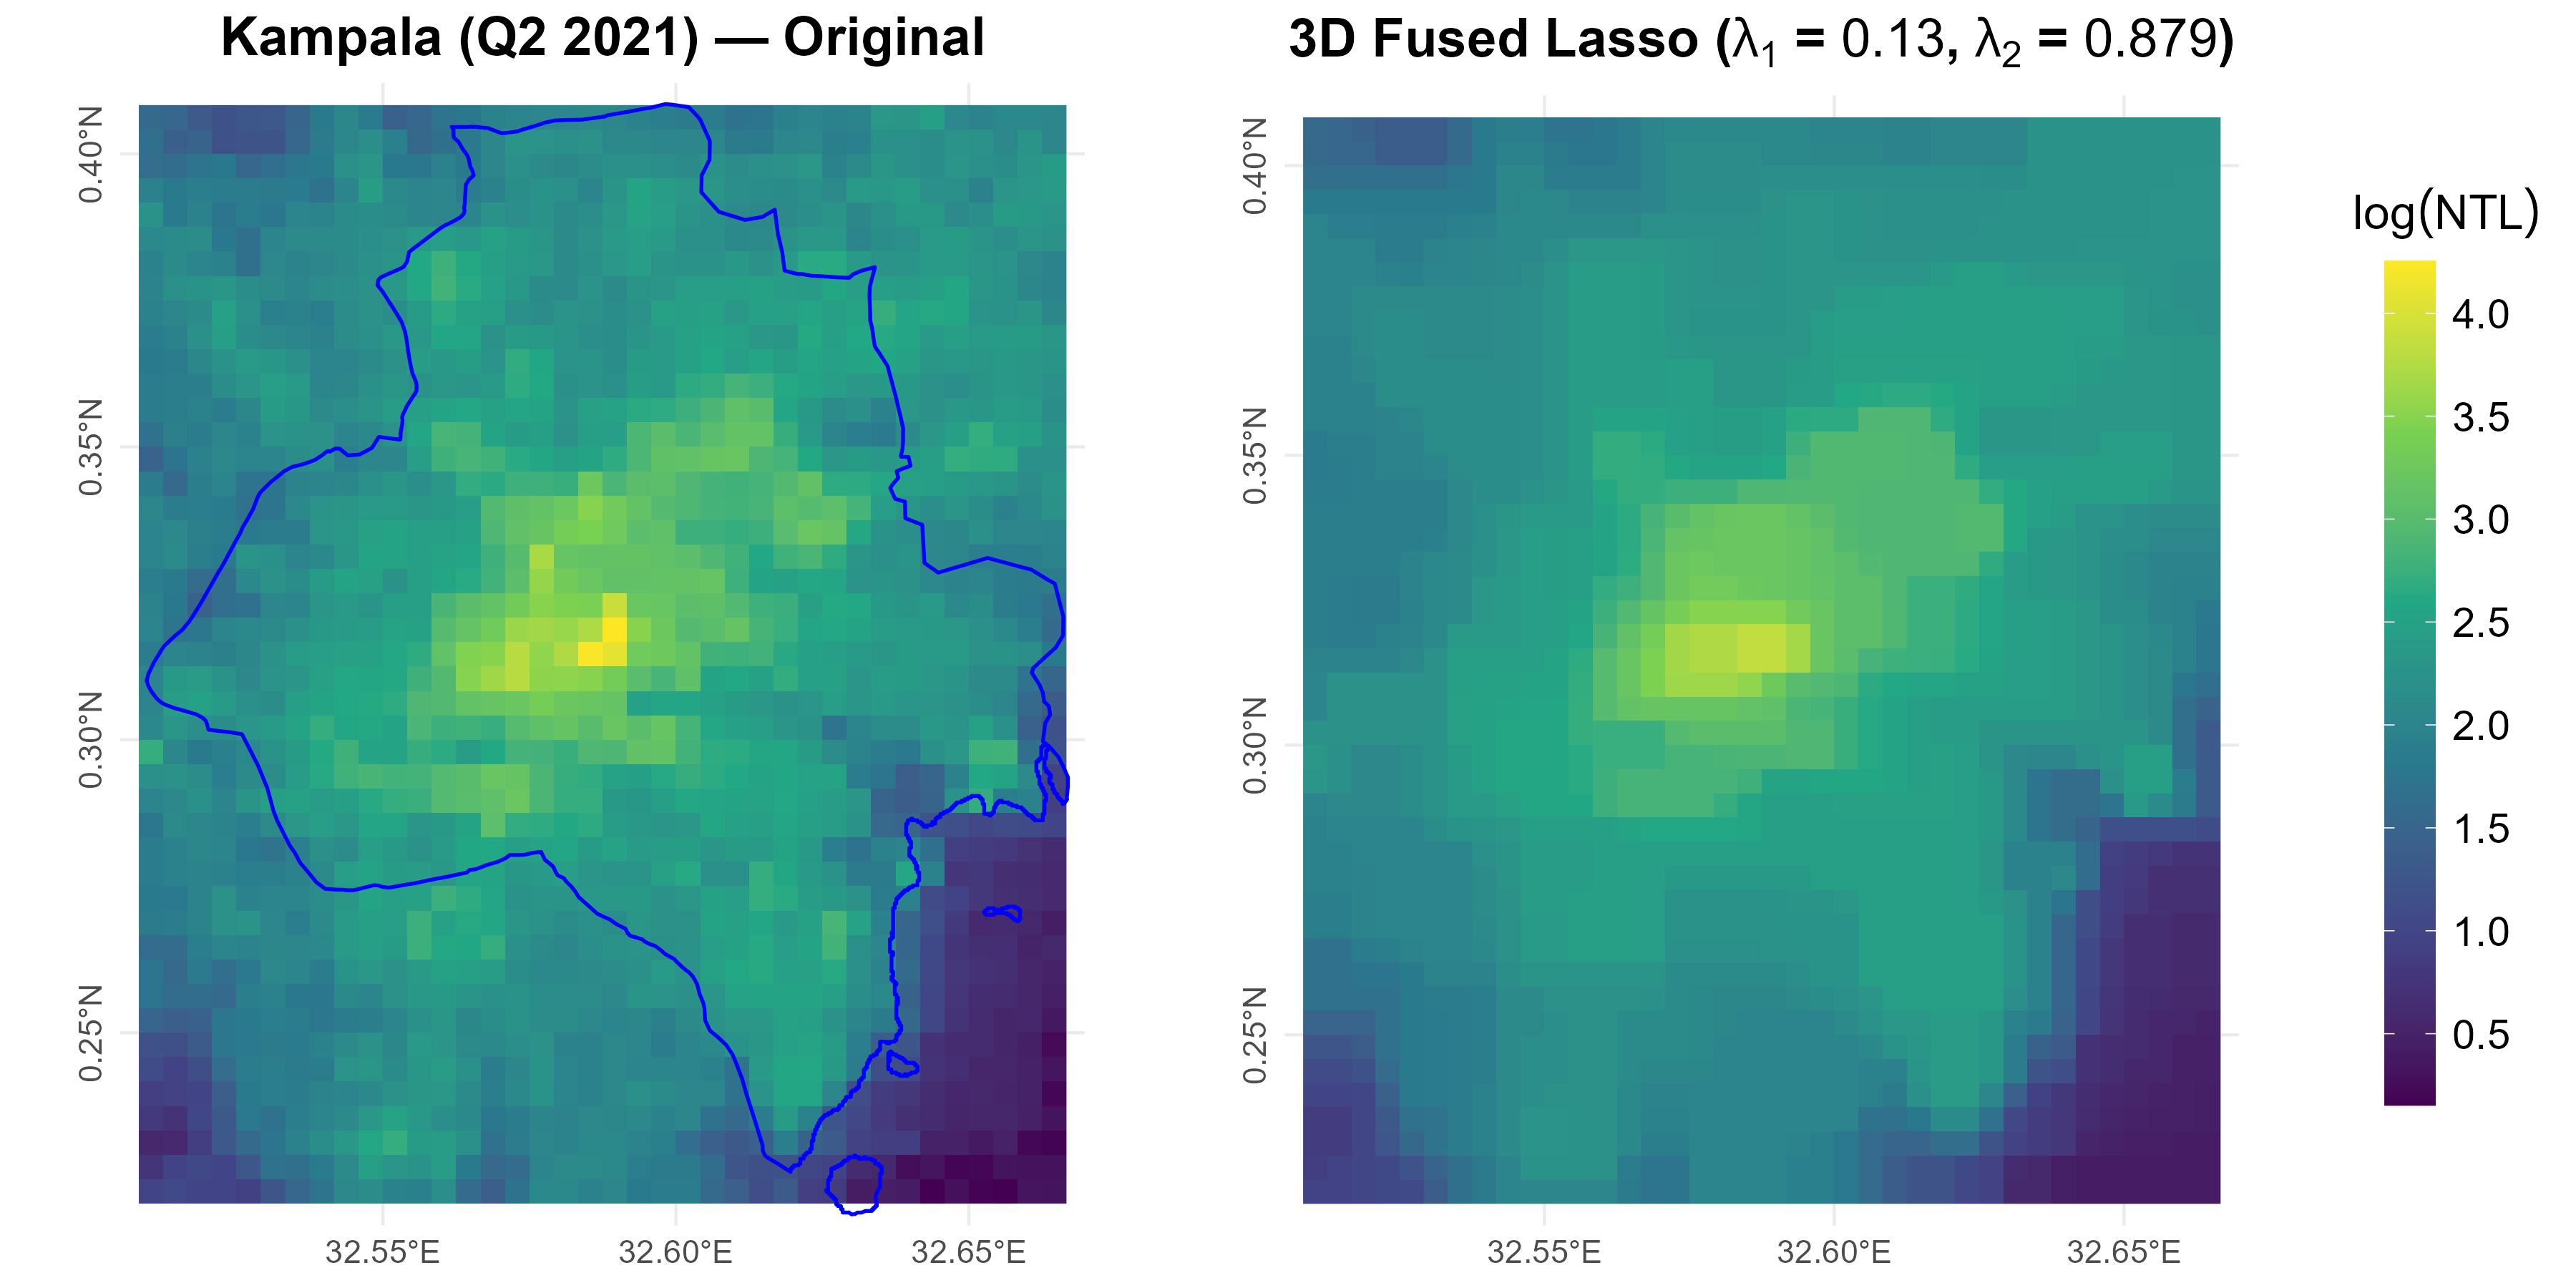 Kampala (Q2 2021) — Original
0.40°N
0.35°N
0.30°N
0.25°N
32.55°E
32.60°E
32.65°E
3D Fused Lasso (λ₁ = 0.13, λ₂ = 0.879)
0.40°N
0.35°N
0.30°N
0.25°N
32.55°E
32.60°E
32.65°E
log(NTL)
4.0
3.5
3.0
2.5
2.0
1.5
1.0
0.5